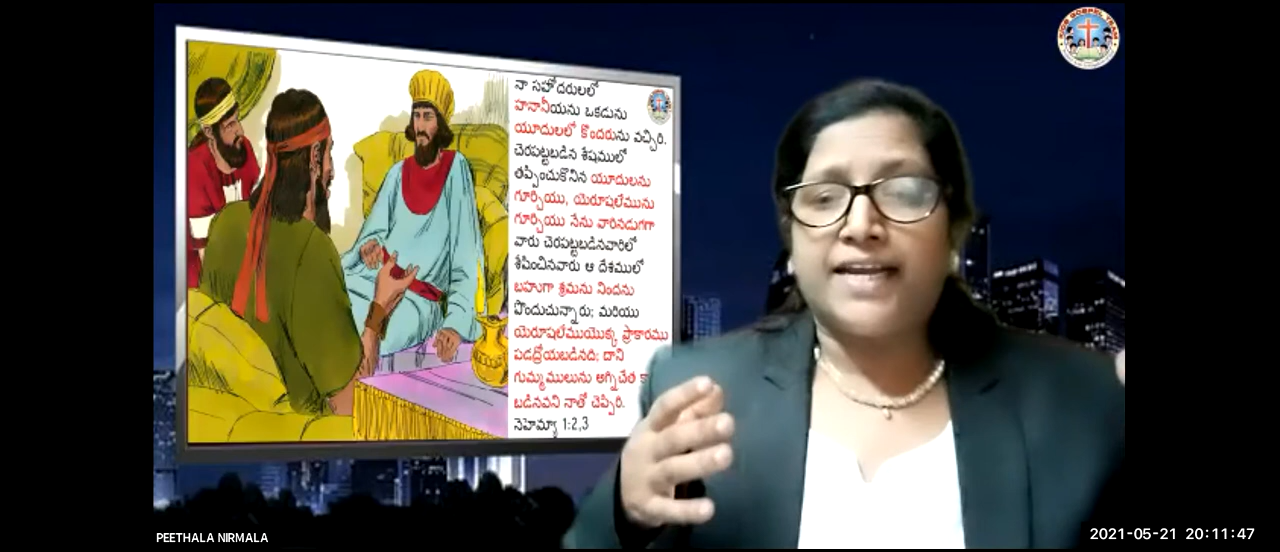 నా సహోదరులలో
హనానీయను ఒకడును
యూదులలో కొందరును వచ్చిరి.
చెరపట్టబడిన శేషములో
తప్పించుకొనిన యూదులను
గూర్చియు, యెరూషలేమును
గూర్చియు నేను వారినడుగగా
వారు చెరపట్టబడినవారిలో
శేషించినవారు ఆ దేశములో
బహుగా శ్రమను నిందను
పొందుచున్నారు; మరియు
యెరూషలేముయొక్క ప్రాకారము
పడద్రోయబడినది; దాని
గుమ్మములును అగ్నిచేత
బడినవని నాతో చెప్పిరి.
నెహెమ్యా 1:2,3
PEETHALA NIRMALA
2021-05-21 20:11:47